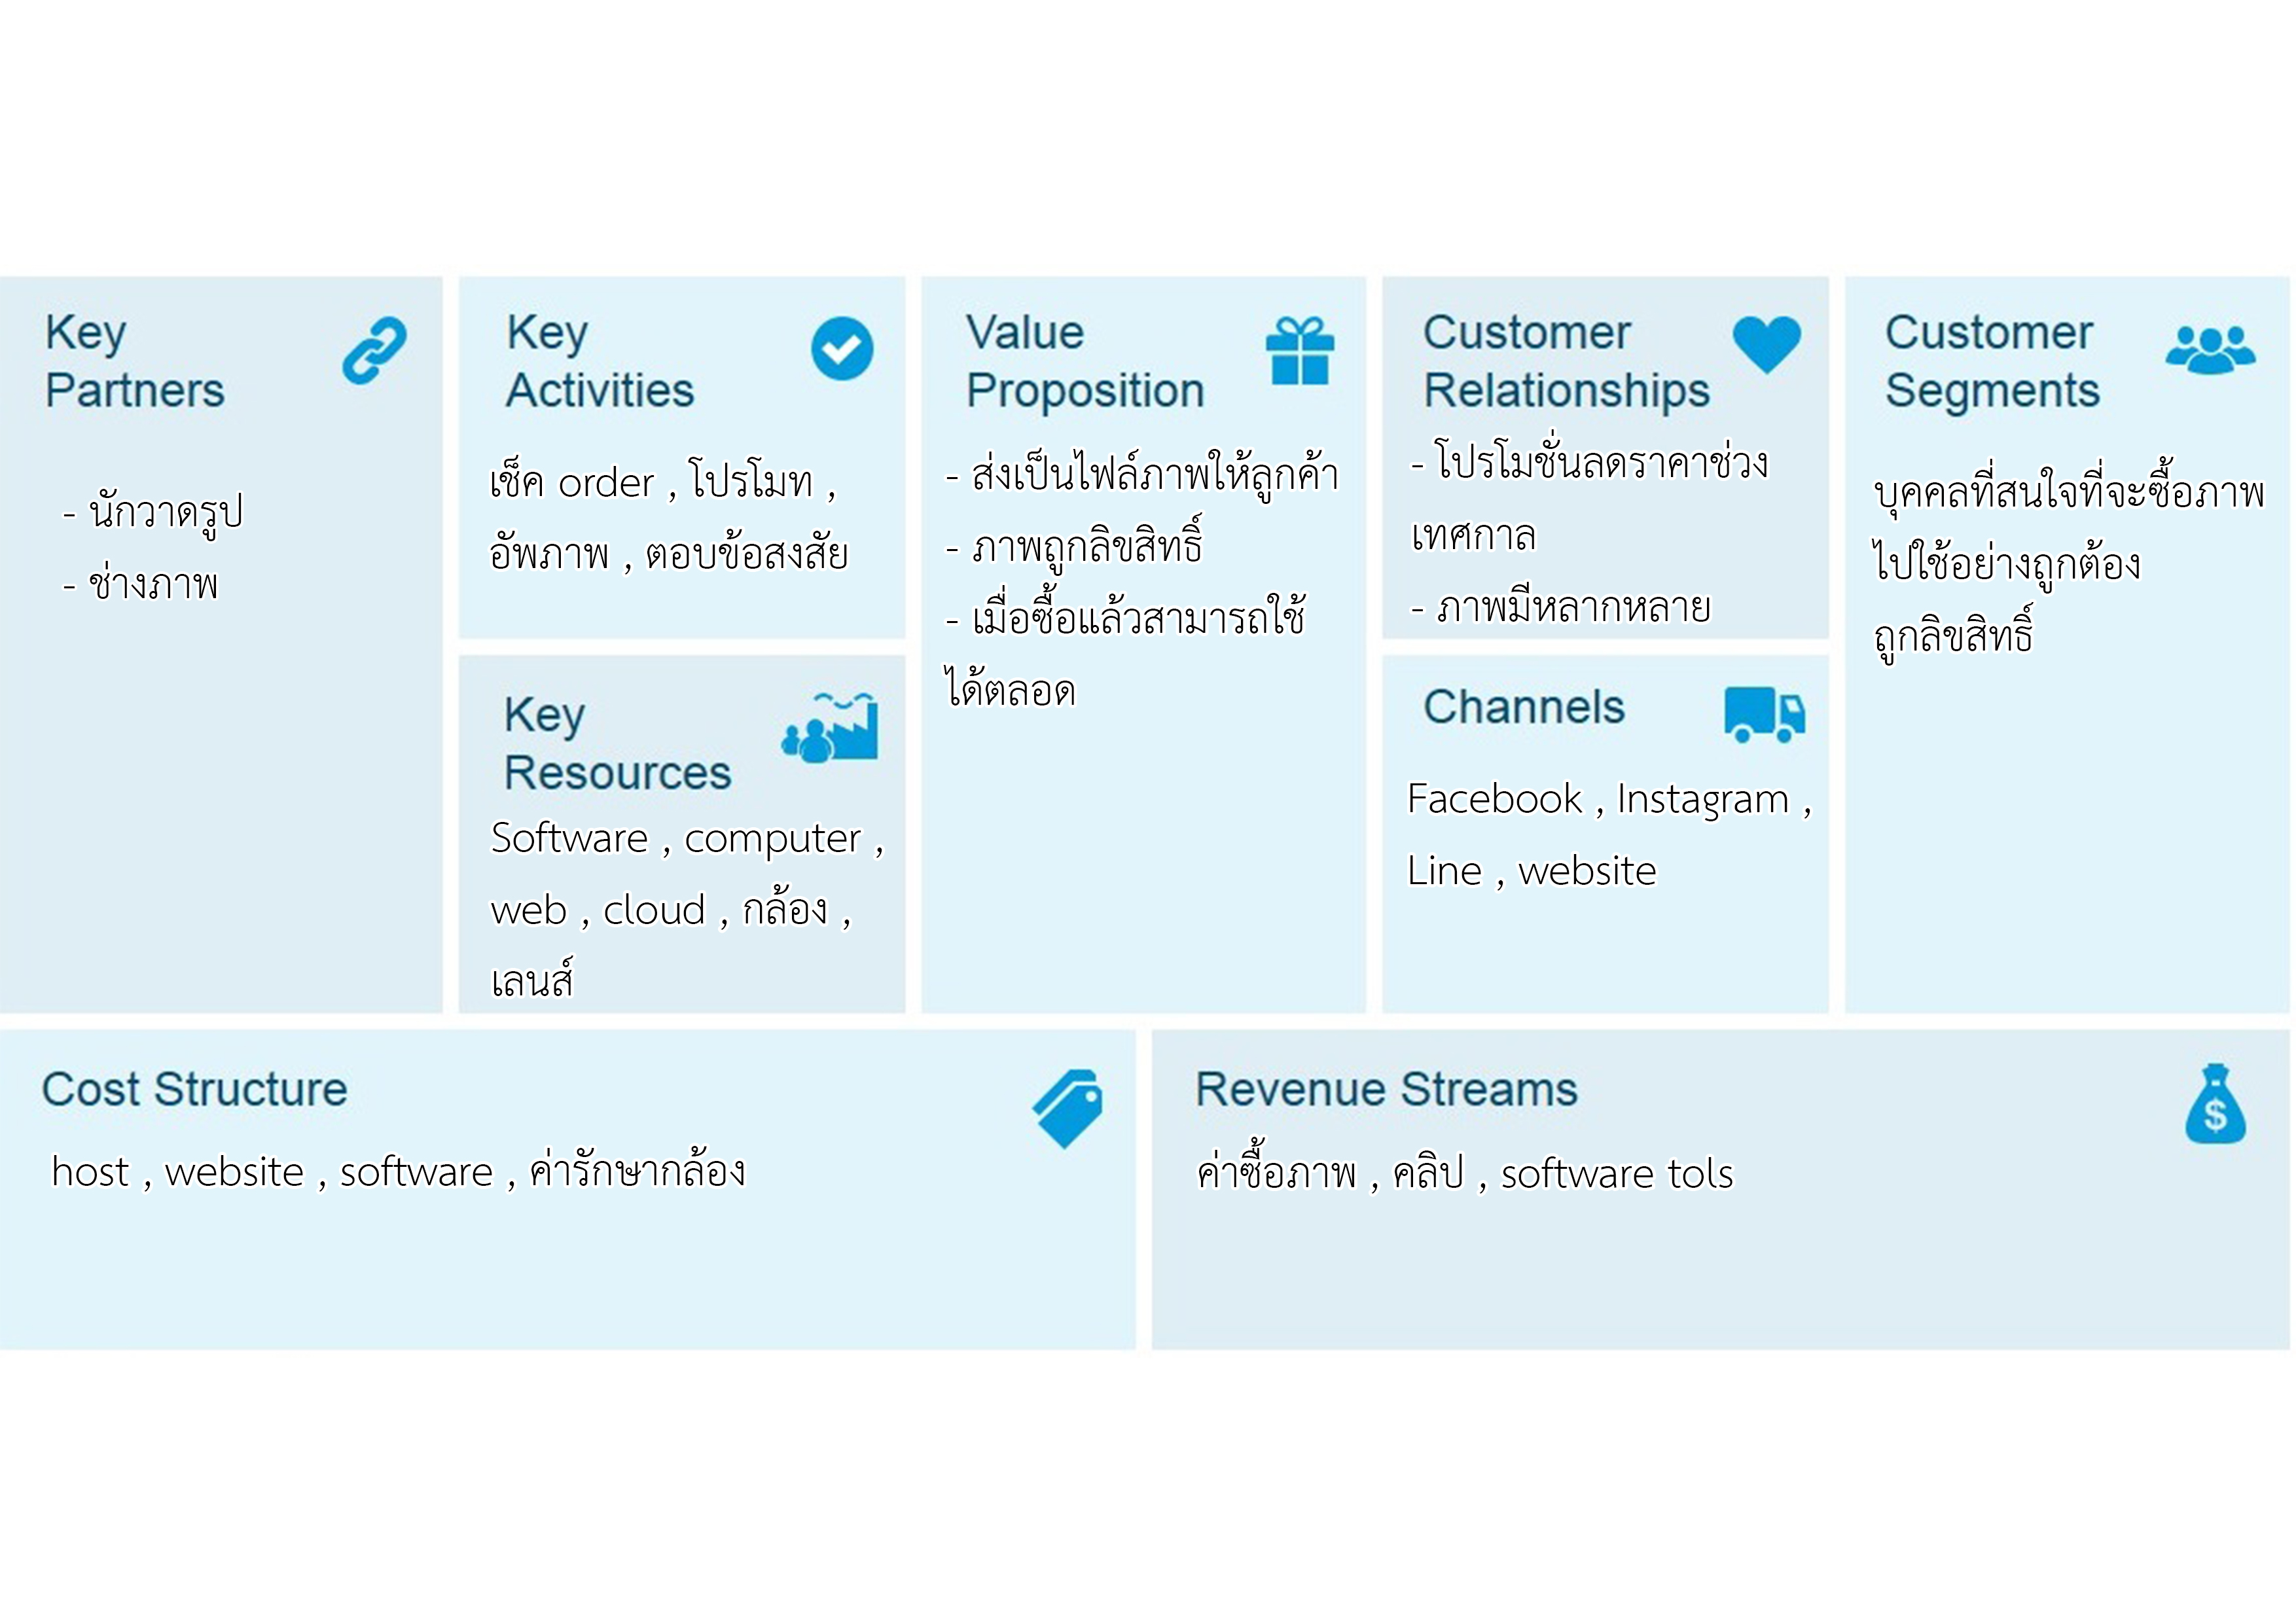 Key
Partners
- นักวาดรูป
- ช่างภาพ
Key
Activities
เช็ค order , โปรโมท ,
อัพภาพ , ตอบข้อสงสัย
Key
Resources
Software , computer ,
web , cloud , กล้อง ,
เลนส์
Value
Proposition
- ส่งเป็นไฟล์ภาพให้ลูกค้า
- ภาพถูกลิขสิทธิ์
- เมื่อซื้อแล้วสามารถใช้
ได้ตลอด
Customer
Relationships
- โปรโมชั่นลดราคาช่วง
เทศกาล
- ภาพมีหลากหลาย
Channels
Facebook , Instagram ,
Line , website
Customer
Segments
บุคคลที่สนใจที่จะซื้อภาพ
ไปใช้อย่างถูกต้อง
ถูกลิขสิทธิ์
Cost Structure
host , website , software , ค่ารักษากล้อง
Revenue Streams
$
ค่าซื้อภาพ , คลิป , software tols